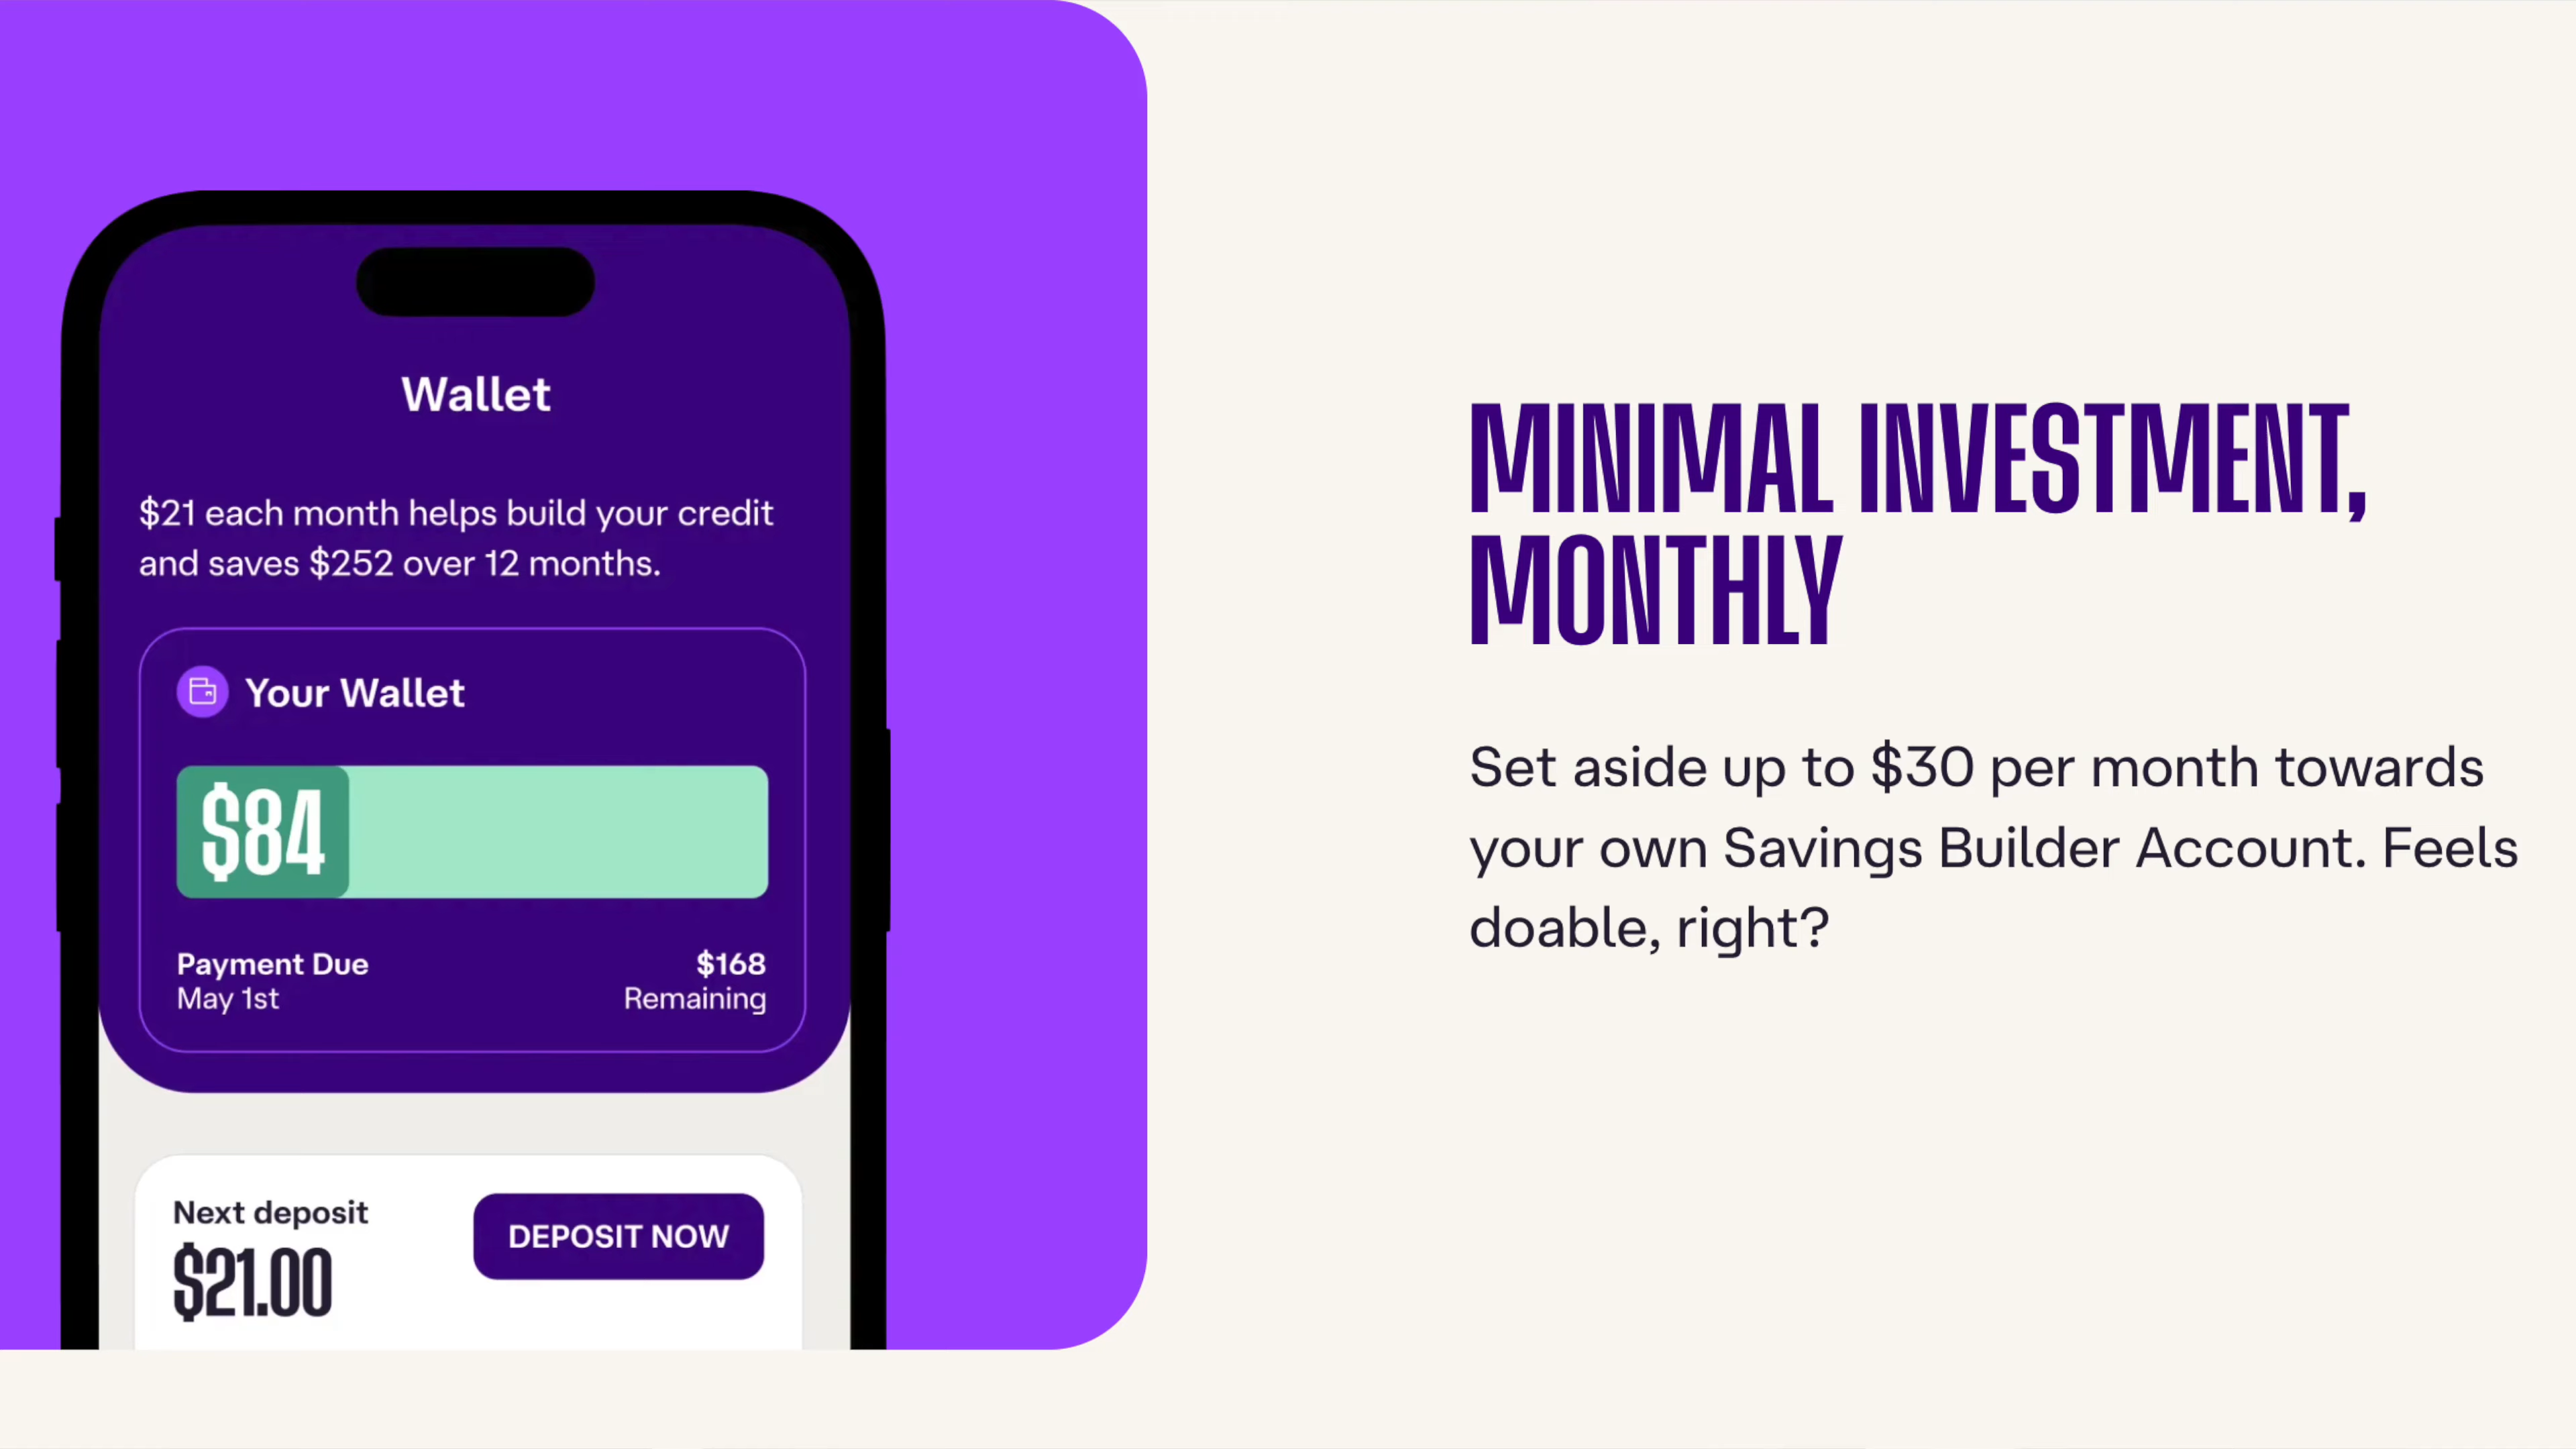 Wallet
$21 each month helps build your credit
and saves $252 over 12 months.
Your Wallet
$84
Payment Due
May 1st
$168
Remaining
Next deposit
$21.00
DEPOSIT NOW
MINIMAL INVESTMENT,
MONTHLY
Set aside up to $30 per month towards
your own Savings Builder Account. Feels
doable, right?